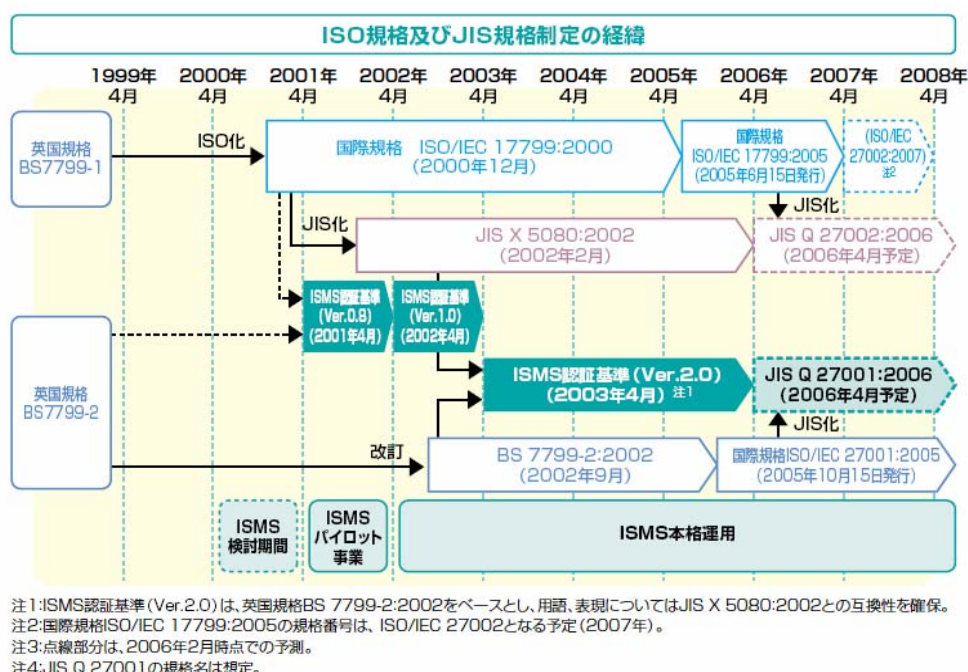 ISO規格及びJIS規格制定の経緯
1999年 2000年 2001年 2002年 2003年 2004年 2005年 2006年 2007年 2008年
4月 4月 4月 4月 4月 4月 4月 4月 4月 4月
英国規格
BS7799-1
ISO化
国際規格 ISO/IEC 17799:2000
(2000年12月)
国際規格
ISO/IEC 17799:2005
(2005年6月15日発行)
(ISO/IEC
27002:2007)
注2
JIS化
JIS化
JIS X 5080:2002
(2002年2月)
JIS Q 27002:2006
(2006年4月予定)
ISMS認証基準
(Ver.0.8)
(2001年4月)
ISMS認証基準
(Ver.1.0)
(2002年4月)
英国規格
BS7799-2
ISMS認証基準(Ver.2.0)
(2003年4月) 注1
JIS Q 27001:2006
(2006年4月予定)
JIS化
改訂
BS 7799-2:2002
(2002年9月)
国際規格ISO/IEC 27001:2005
(2005年10月15日発行)
ISMS
検討期間
ISMS
パイロット
事業
ISMS本格運用
注1:ISMS認証基準(Ver.2.0)は、英国規格BS 7799-2:2002をベースとし、用語、表現についてはJIS X 5080:2002との互換性を確保。
注2:国際規格ISO/IEC 17799:2005の規格番号は、ISO/IEC 27002となる予定(2007年)。
注3:点線部分は、2006年2月時点での予測。
注4:JIS Q 27001の規格名は想定。